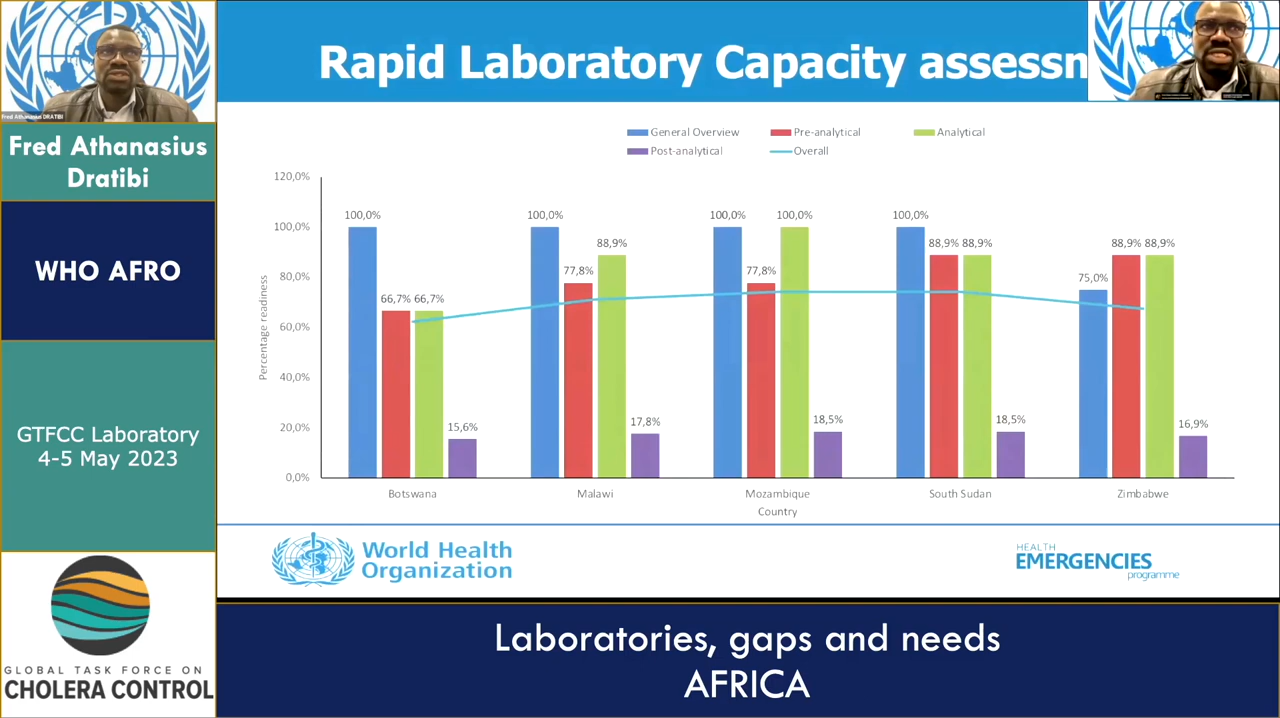 Fred Athanasius DRATIBI
Fred Athanasius
Dratibi
WHO AFRO
GTFCC Laboratory
4-5 May 2023
GLOBAL TASK FORCE ON
CHOLERA CONTROL
Rapid Laboratory Capacity assessm
General Overview
Pre-analytical
Analytical
Post-analytical
Overall
Percentage readiness
120,0%
100,0%
80,0%
60,0%
40,0%
20,0%
0,0%
100,0%
66,7%
66,7%
15,6%
100,0%
77,8%
88,9%
17,8%
100,0%
77,8%
100,0%
18,5%
100,0%
88,9%
88,9%
18,5%
75,0%
88,9%
88,9%
16,9%
Botswana
Malawi
Mozambique
South Sudan
Zimbabwe
Country
World Health
Organization
HEALTH
EMERGENCIES
programme
Laboratories, gaps and needs
AFRICA